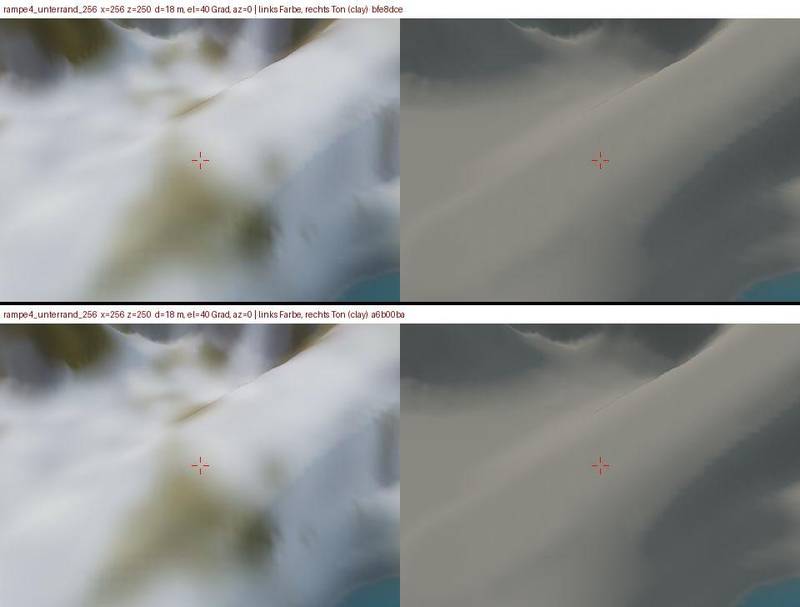 rampe4_unterrand_256 x=256 z=250 d=18 m, el=40 Grad, az=0 | links Farbe, rechts Ton (clay) bfe8dce
rampe4_unterrand_256 x=256 z=250 d=18 m, el=40 Grad, az=0 | links Farbe, rechts Ton (clay) a6b00ba